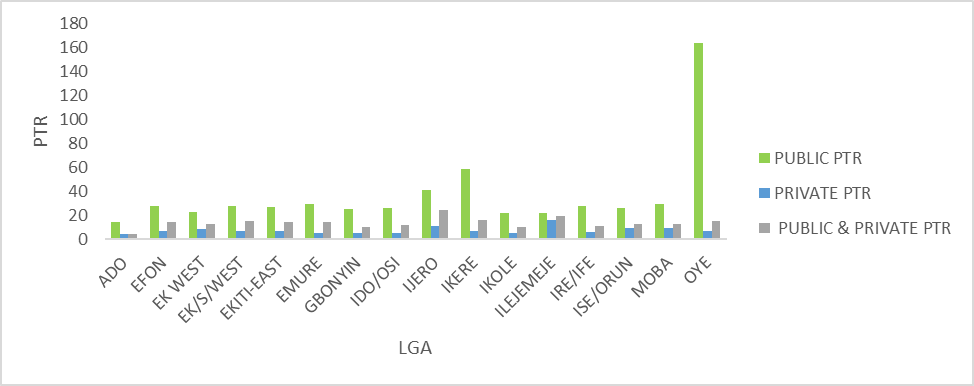 180
160
140
120
100
80
60
40
20
0
PTR
ADO
EFON
EK WEST
EK/S/WEST
EKITI-EAST
EMURE
GBONYIN
IDO/OSI
IJERO
IKERE
IKOLE
ILEJEMEJE
IRE/IFE
ISE/ORUN
MOBA
OYE
LGA
PUBLIC PTR
PRIVATE PTR
PUBLIC & PRIVATE PTR